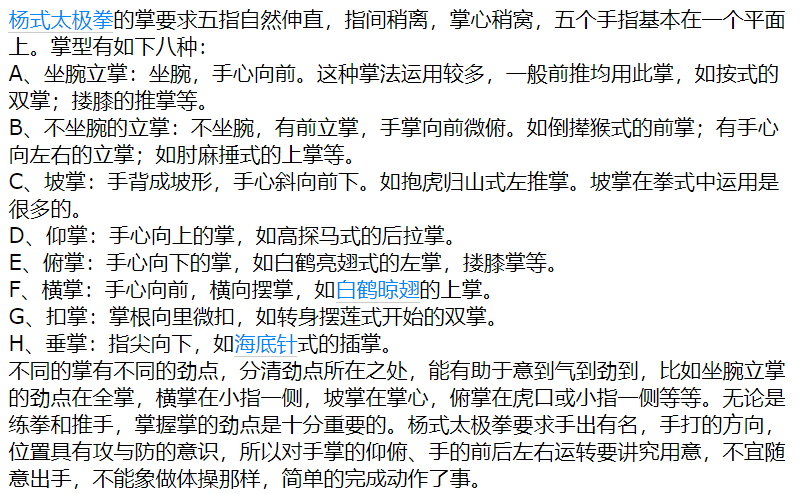 杨式太极拳的掌要求五指自然伸直，指间稍离，掌心稍窝，五个手指基本在一个平面
上。掌型有如下八种：
A、坐腕立掌：坐腕，手心向前。这种掌法运用较多，一般前推均用此掌，如按式的
双掌；搂膝的推掌等。
B、不坐腕的立掌：不坐腕，有前立掌，手掌向前微俯。如倒撵猴式的前掌；有手心
向左右的立掌；如肘麻捶式的上掌等。
C、坡掌：手背成坡形，手心斜向前下。如抱虎归山式左推掌。坡掌在拳式中运用是
很多的。
D、仰掌：手心向上的掌，如高探马式的后拉掌。
E、俯掌：手心向下的掌，如白鹤亮翅式的左掌，搂膝掌等。
F、横掌：手心向前，横向摆掌，如白鹤晾翅的上掌。
G、扣掌：掌根向里微扣，如转身摆莲式开始的双掌。
H、垂掌：指尖向下，如海底针式的插掌。
不同的掌有不同的劲点，分清劲点所在之处，能有助于意到气到劲到，比如坐腕立掌
的劲点在全掌，横掌在小指一侧，坡掌在掌心，俯掌在虎口或小指一侧等等。无论是
练拳和推手，掌握掌的劲点是十分重要的。杨式太极拳要求手出有名，手打的方向，
位置具有攻与防的意识，所以对手掌的仰俯、手的前后左右运转要讲究用意，不宜随
意出手，不能象做体操那样，简单的完成动作了事。